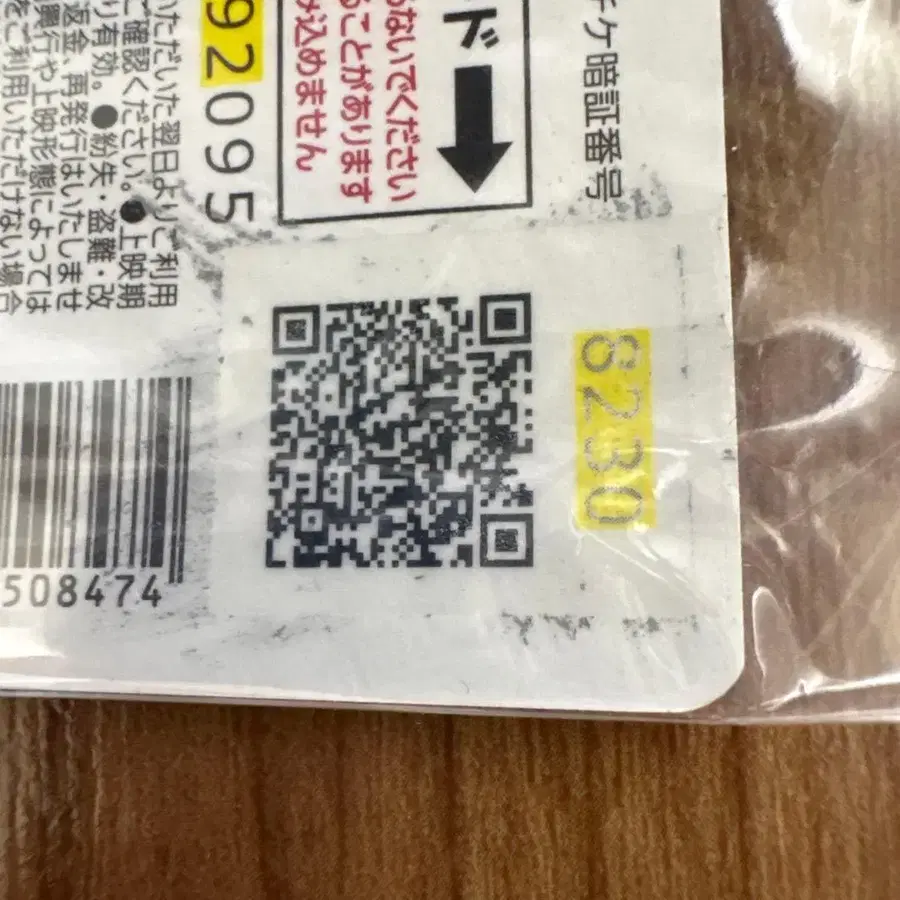 チケ暗証番号
8230
ード
らないでください
ることがあります
み込めません
92095
ただいた翌日よりご利用
ご確認ください。●上映期
り有効。●紛失・盗難・改
返金、再発行はいたしませ
興行や上映形態によっては
をご利用いただけない場合
508474